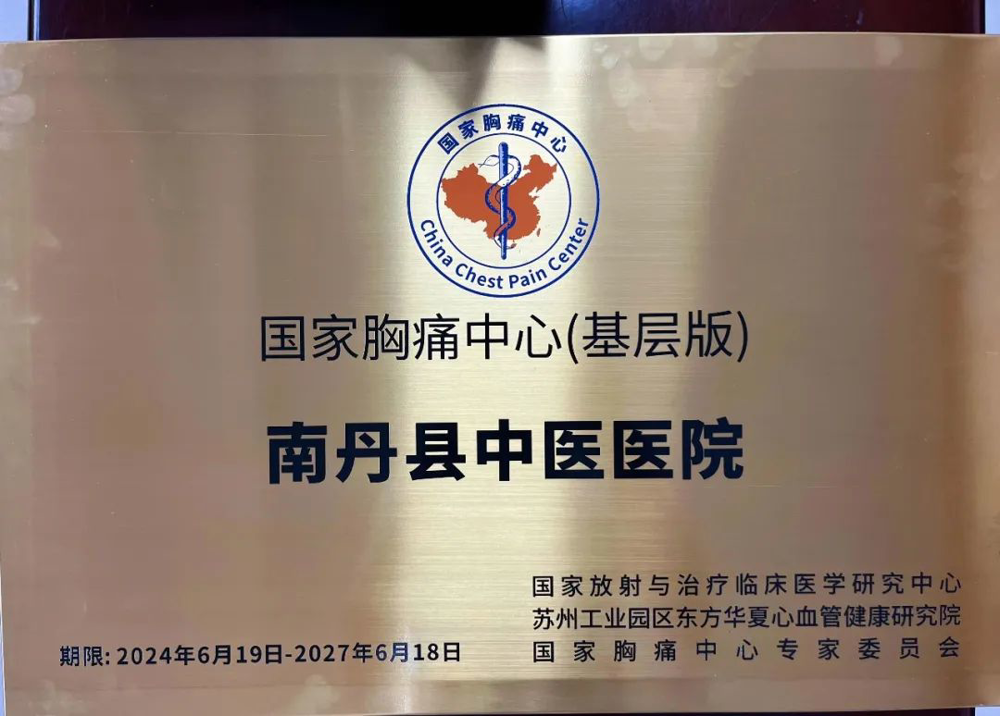 国家胸痛中心
China Chest Pain Center
国家胸痛中心(基层版)
南丹县中医医院
国家放射与治疗临床医学研究中心
苏州工业园区东方华夏心血管健康研究院
国家胸痛中心专家委员会
期限: 2024年6月19日-2027年6月18日